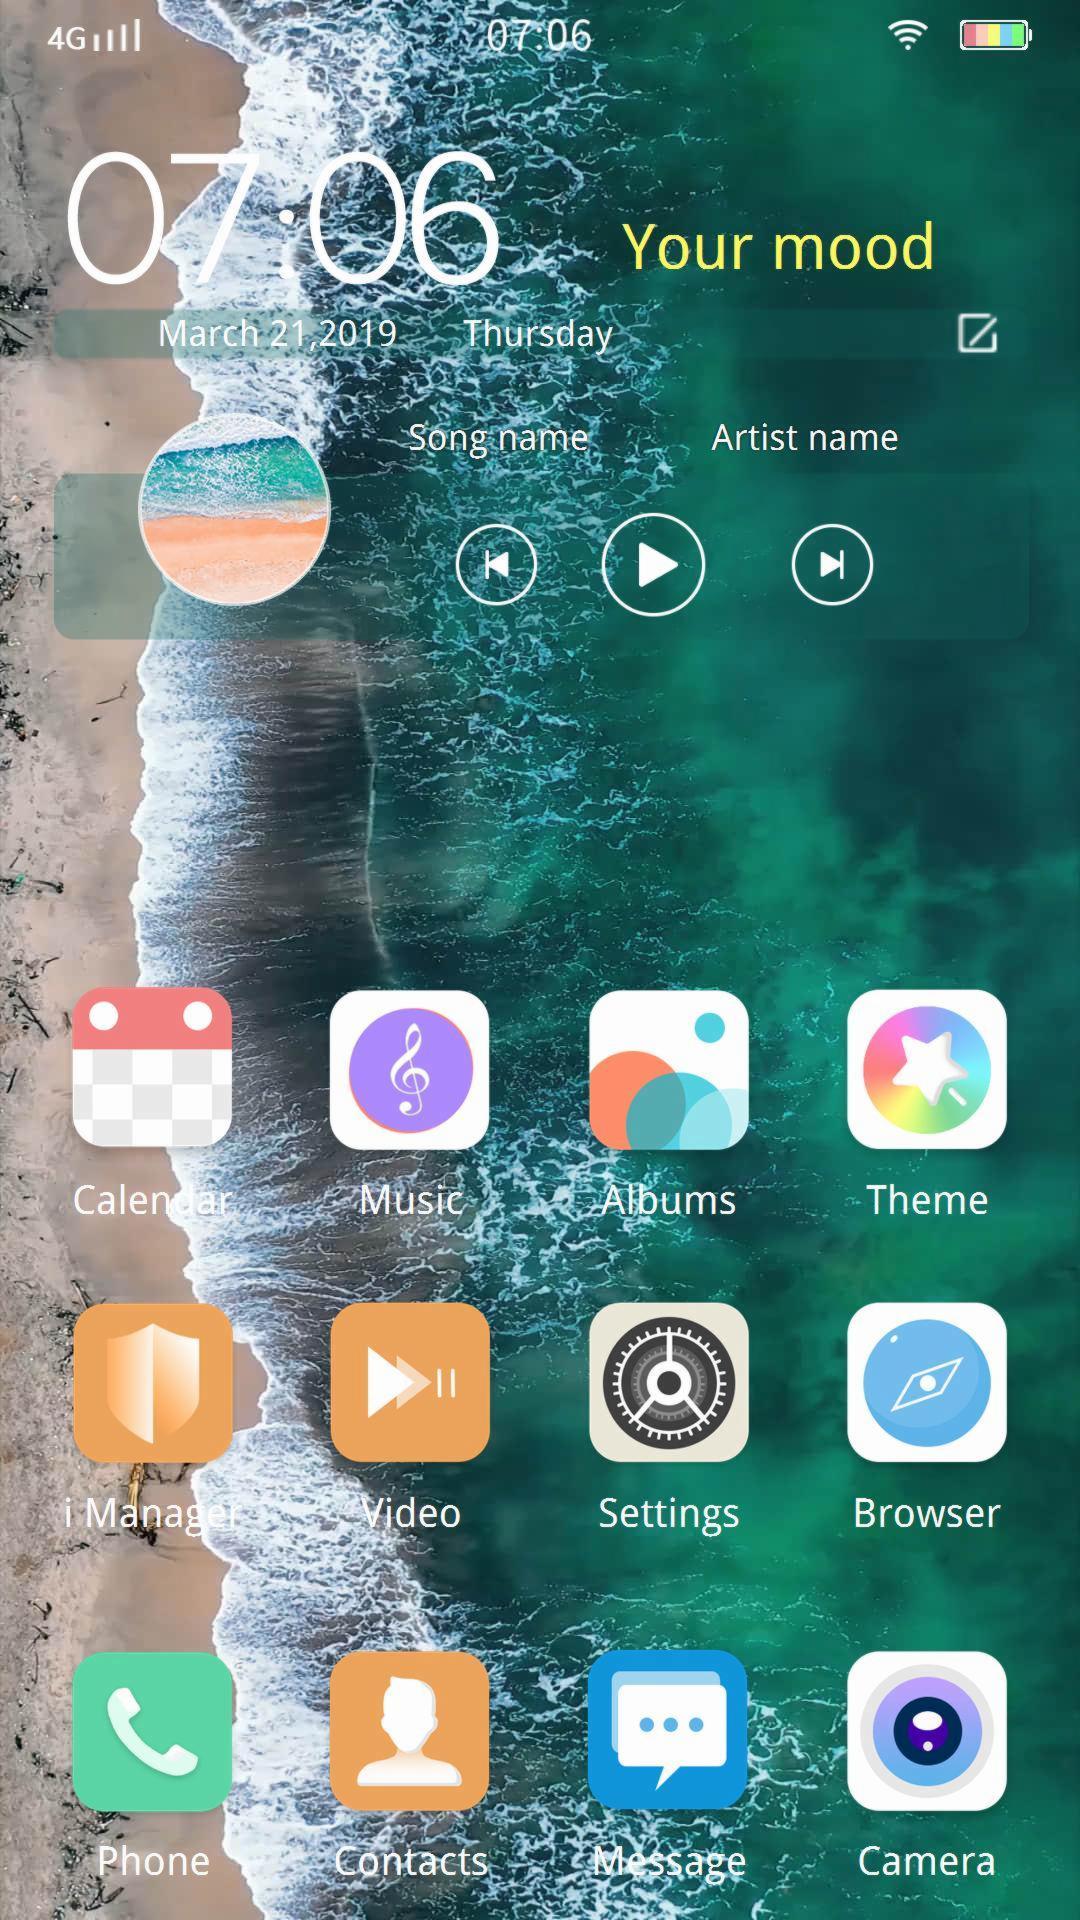 4G 07:06
07:06
Your mood
March 21,2019 Thursday
Song name Artist name
Calendar Music Albums Theme
i Manager Video Settings Browser
Phone Contacts Message Camera